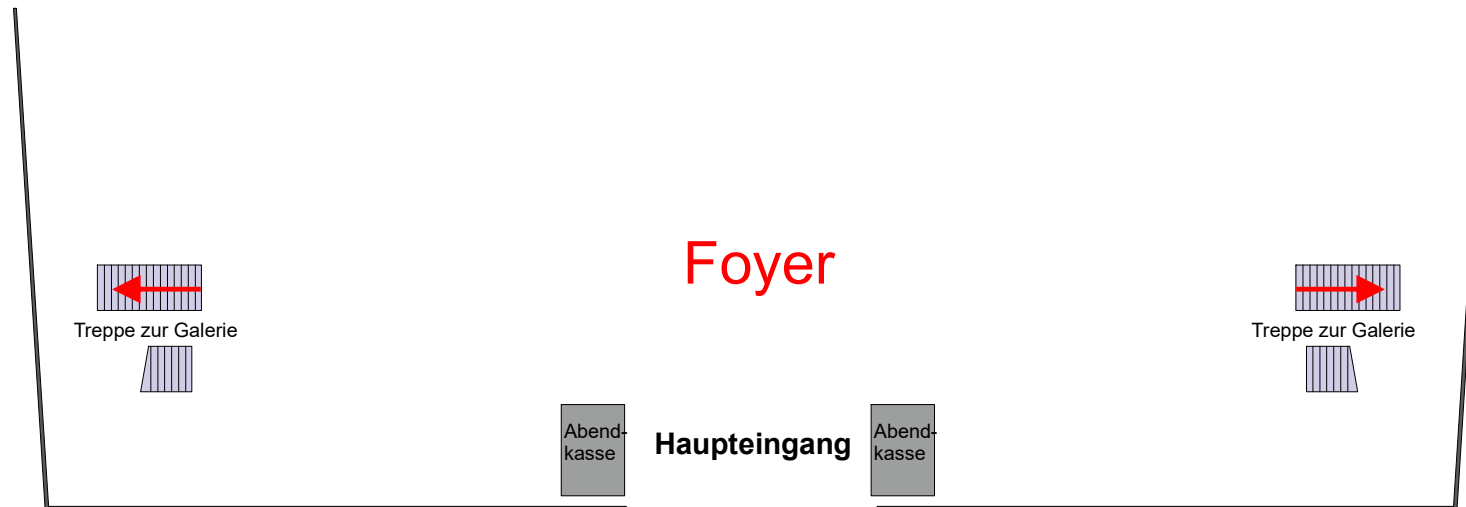 Foyer
Treppe zur Galerie
Treppe zur Galerie
Abend-
kasse
Haupteingang
Abend-
kasse